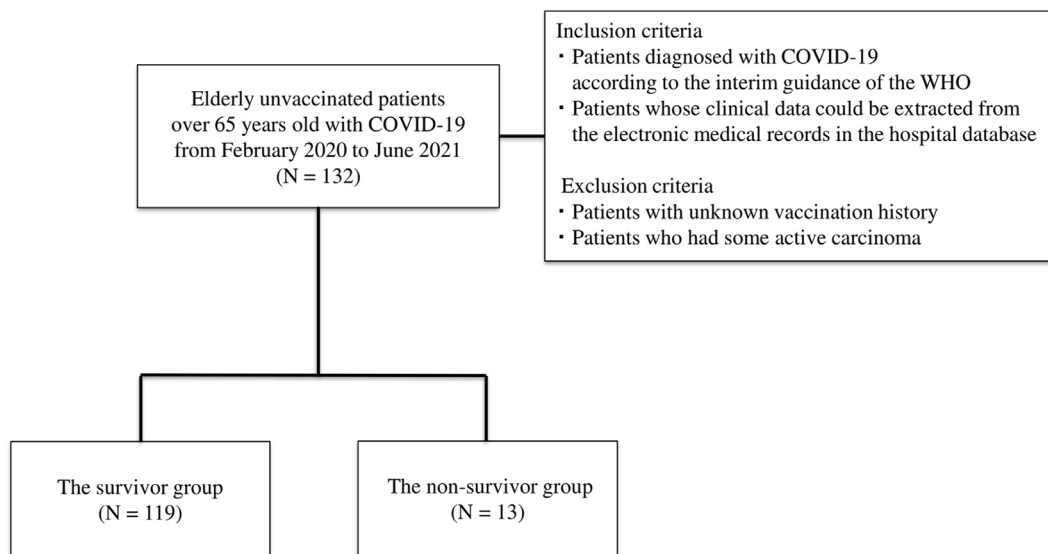 Elderly unvaccinated patients
over 65 years old with COVID-19
from February 2020 to June 2021
(N = 132)
Inclusion criteria
・Patients diagnosed with COVID-19
according to the interim guidance of the WHO
・Patients whose clinical data could be extracted from
the electronic medical records in the hospital database
Exclusion criteria
・Patients with unknown vaccination history
・Patients who had some active carcinoma
The survivor group
(N = 119)
The non-survivor group
(N = 13)